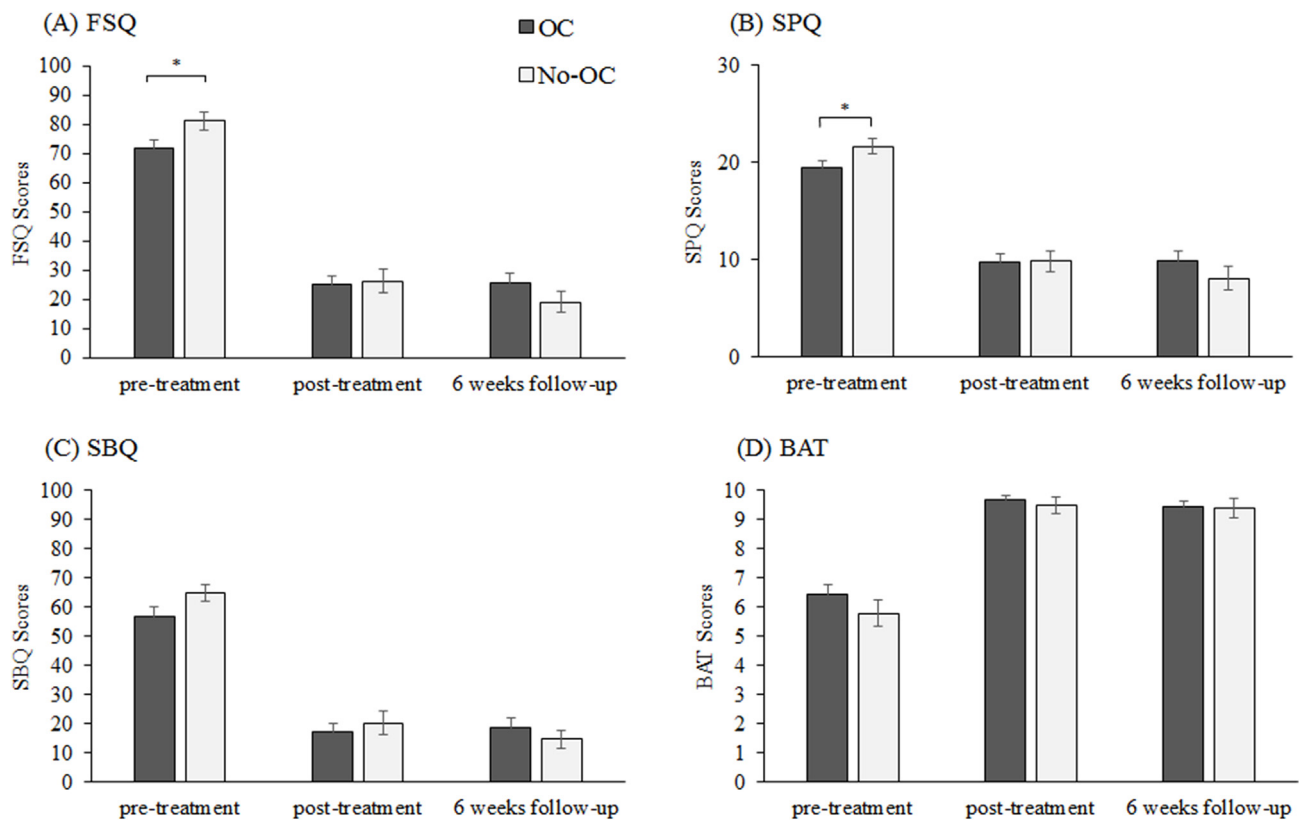 (A) FSQ
OC
No-OC
*
100
90
80
70
60
50
40
30
20
10
0
FSQ Scores
pre-treatment post-treatment 6 weeks follow-up
(B) SPQ
*
30
20
10
0
SPQ Scores
pre-treatment post-treatment 6 weeks follow-up
(C) SBQ
100
90
80
70
60
50
40
30
20
10
0
SBQ Scores
pre-treatment post-treatment 6 weeks follow-up
(D) BAT
10
9
8
7
6
5
4
3
2
1
0
BAT Scores
pre-treatment post-treatment 6 weeks follow-up